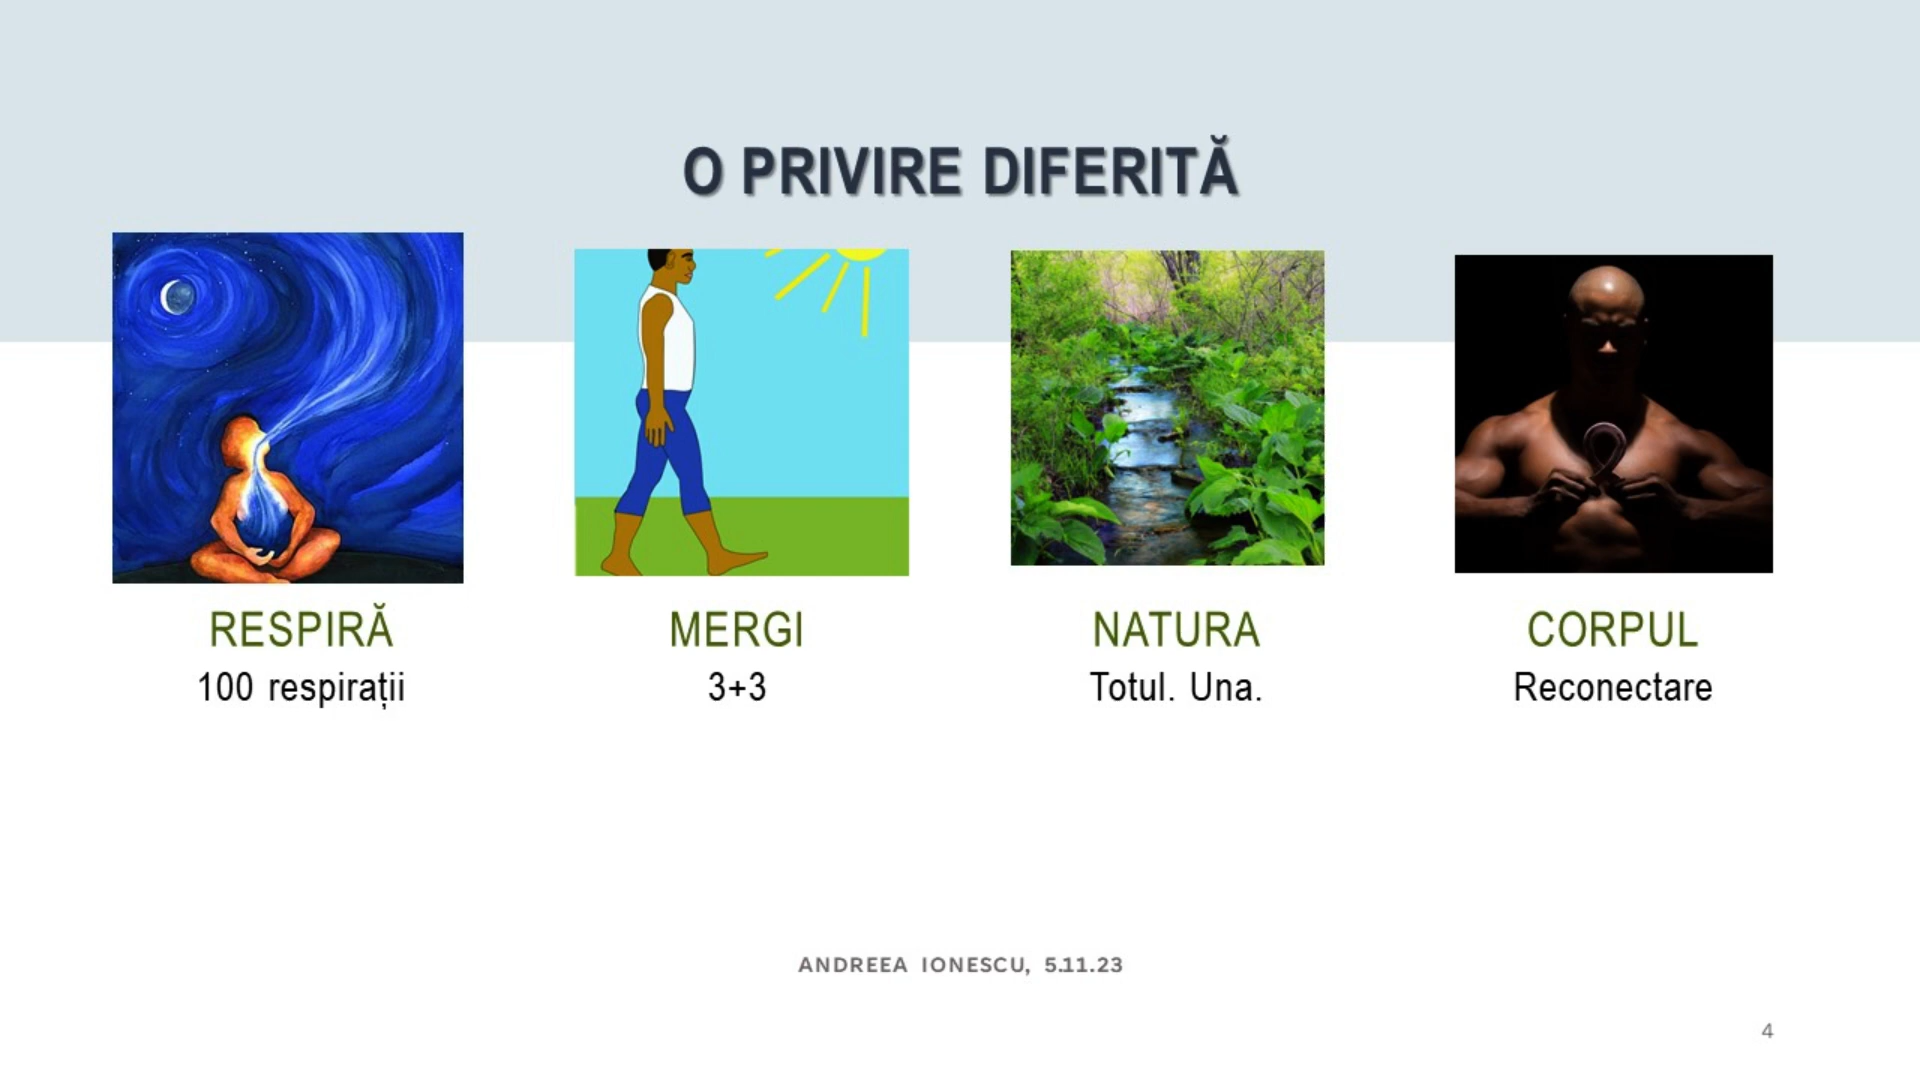 O PRIVIRE DIFERITĂ
RESPIRĂ
100 respirații
MERGI
3+3
NATURA
Totul. Una.
CORPUL
Reconectare
ANDREEA IONESCU, 5.11.23
4